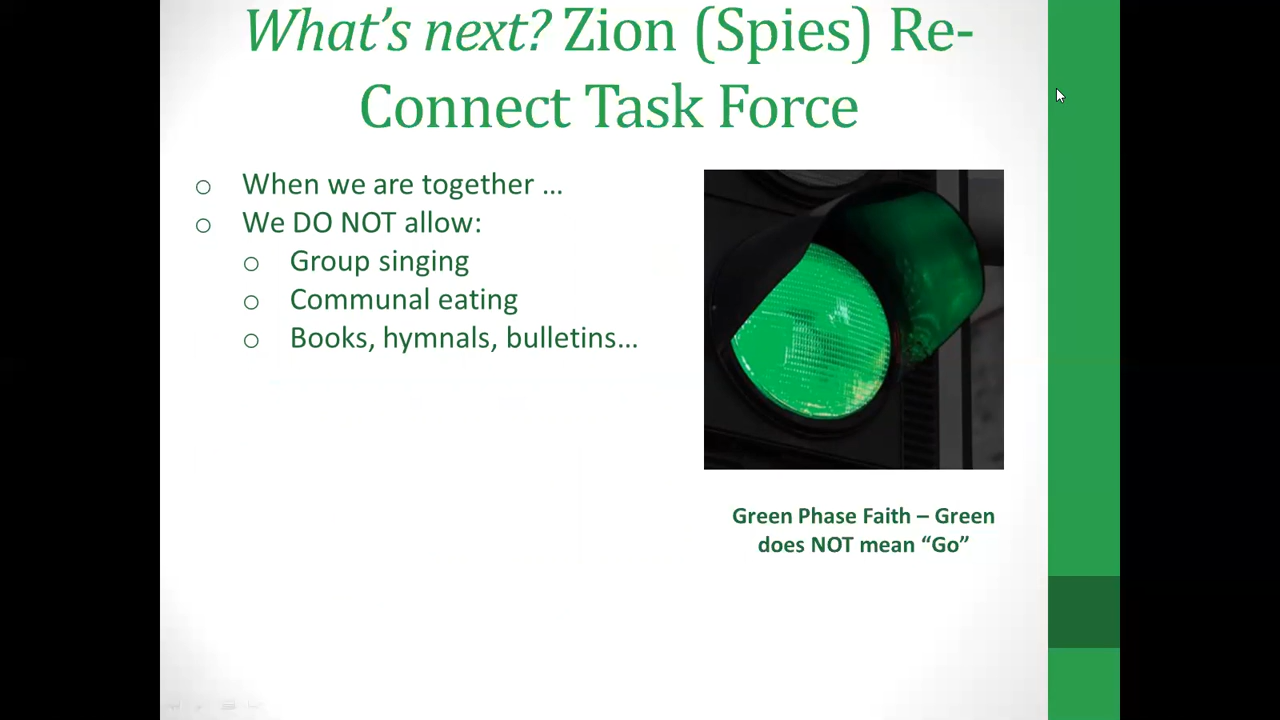 What's next? Zion (Spies) Re-
Connect Task Force
When we are together ...
We DO NOT allow:
Group singing
Communal eating
Books, hymnals, bulletins...
Green Phase Faith – Green
does NOT mean “Go”